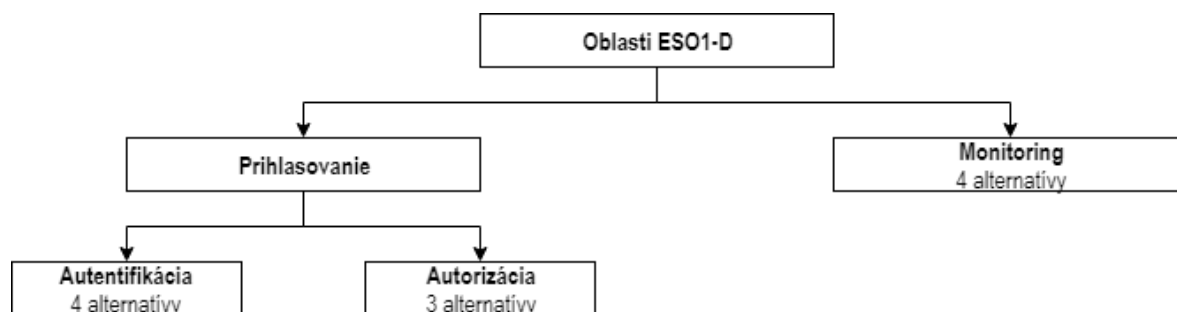 Oblasti ESO1-D
Prihlasovanie
Monitoring
4 alternatívy
Autentifikácia
4 alternatívy
Autorizácia
3 alternatívy